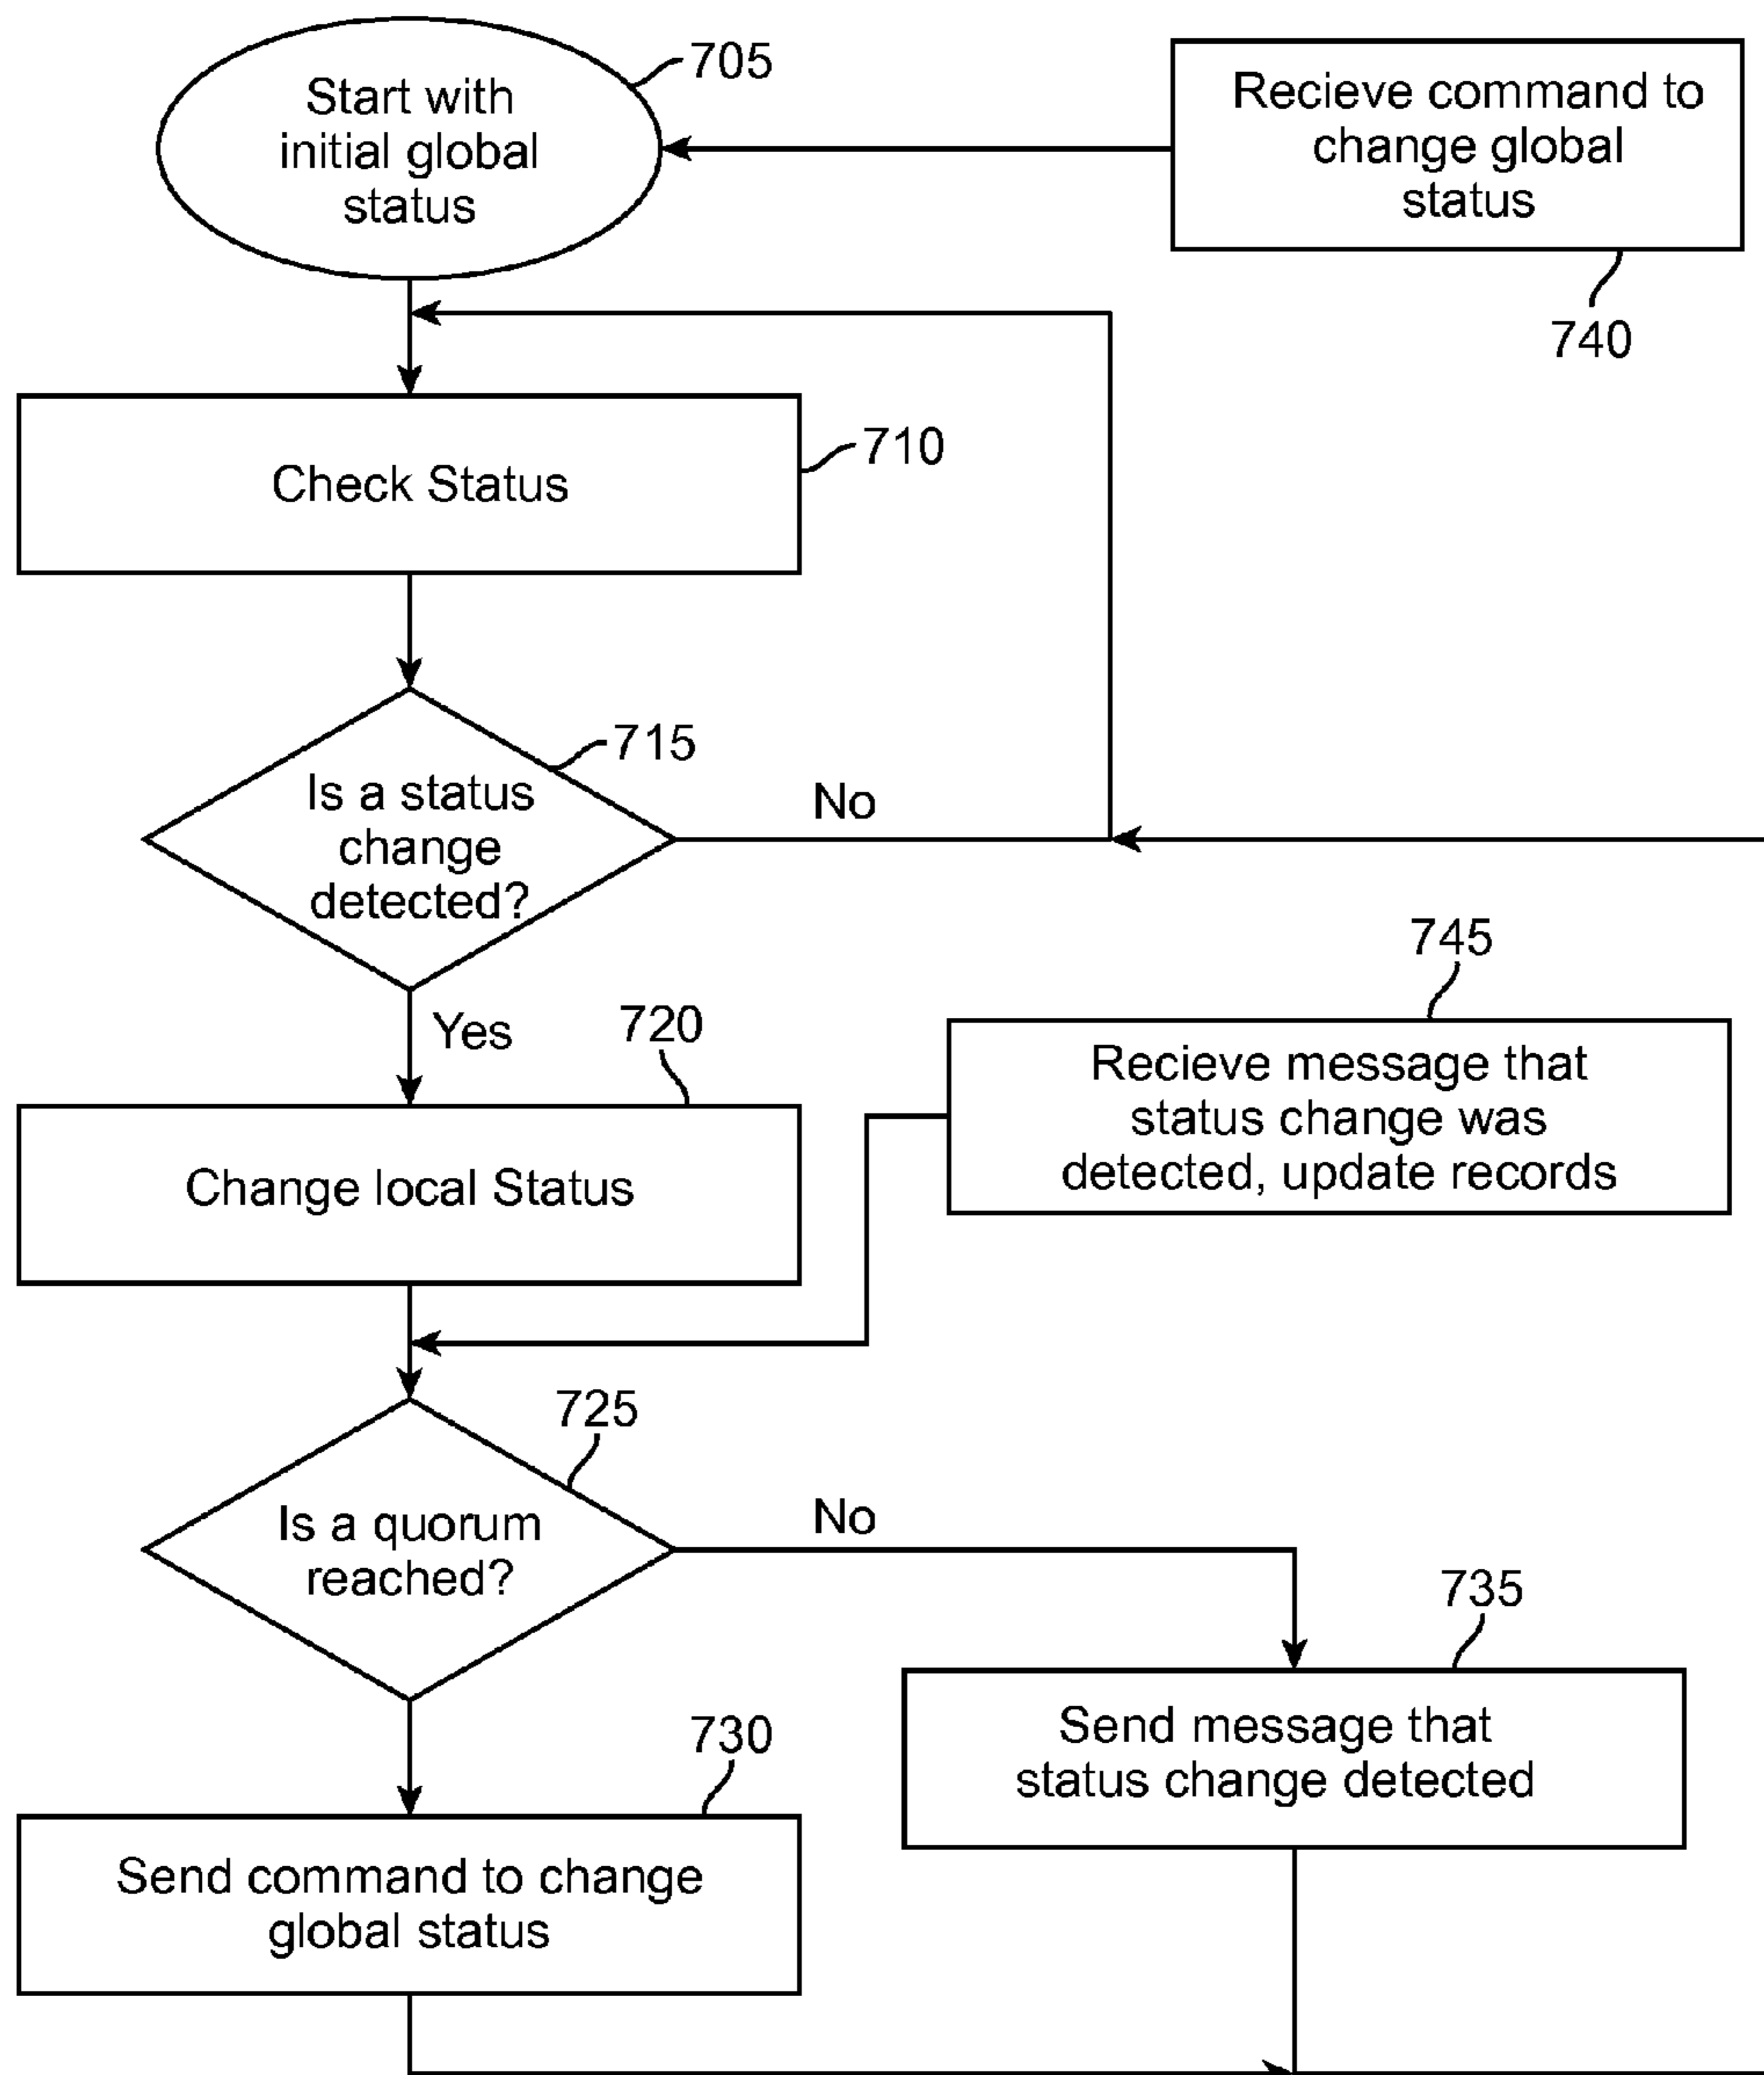 Start with
initial global
status
705
Recieve command to
change global
status
740
Check Status
710
Is a status
change
detected?
715
No
Yes
720
Change local Status
745
Recieve message that
status change was
detected, update records
725
Is a quorum
reached?
No
735
Send message that
status change detected
730
Send command to change
global status